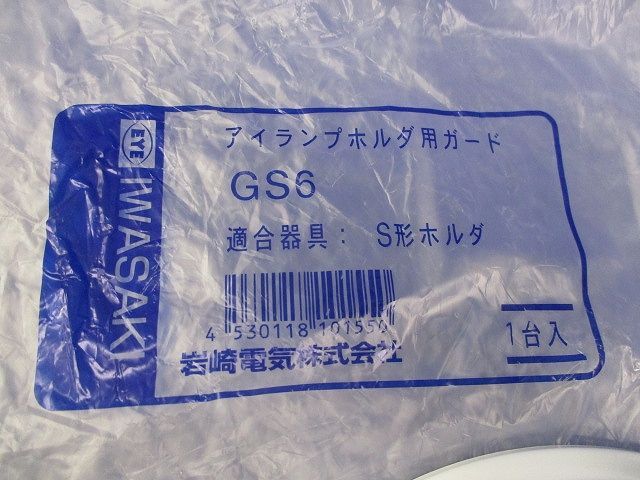 EYE IWASAKI
アイランプホルダ用ガード
GS6
適合器具： S形ホルダ
4 530118 101550
1台入
岩崎電気株式会社